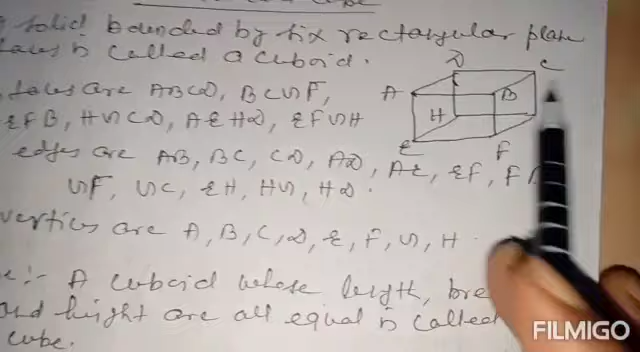 solid bounded by six rectangular plane
faces is called a cuboid.
faces are ABCD, BCGF,
EFB, HGCD, AEHD, EFGH
edges are AB, BC, CD, AD, AE, EF, F
GF, GC, EH, HG, HD.
vertices are A, B, C, D, E, F, G, H
:- A cuboid whose length,
and height are all equal is called
cube.
D
C
A
B
H
E
F
FILMIGO